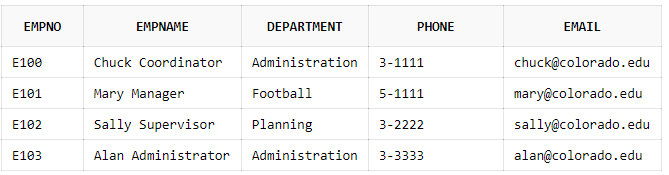 EMPNO EMPNAME DEPARTMENT PHONE EMAIL
E100 Chuck Coordinator Administration 3-1111 chuck@colorado.edu
E101 Mary Manager Football 5-1111 mary@colorado.edu
E102 Sally Supervisor Planning 3-2222 sally@colorado.edu
E103 Alan Administrator Administration 3-3333 alan@colorado.edu